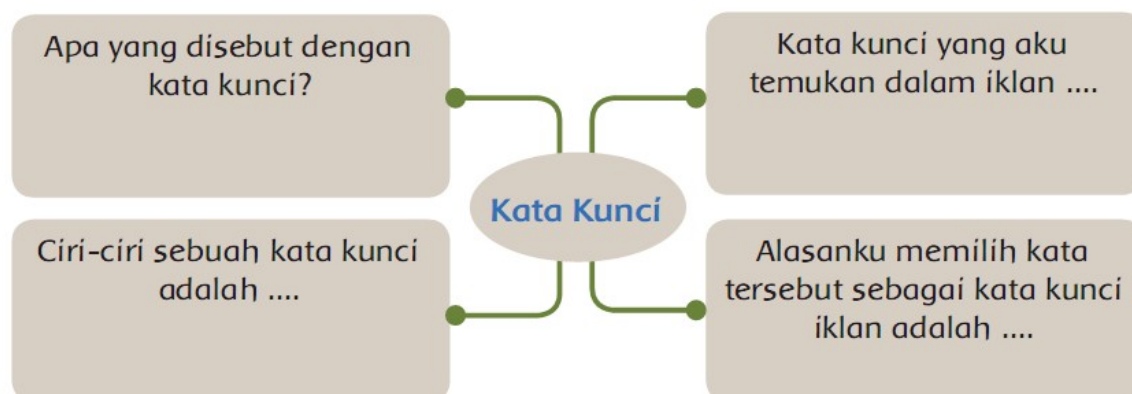 Apa yang disebut dengan
kata kunci?
Kata kunci yang aku
temukan dalam iklan ....
Kata Kunci
Ciri-ciri sebuah kata kunci
adalah ....
Alasanku memilih kata
tersebut sebagai kata kunci
iklan adalah ....